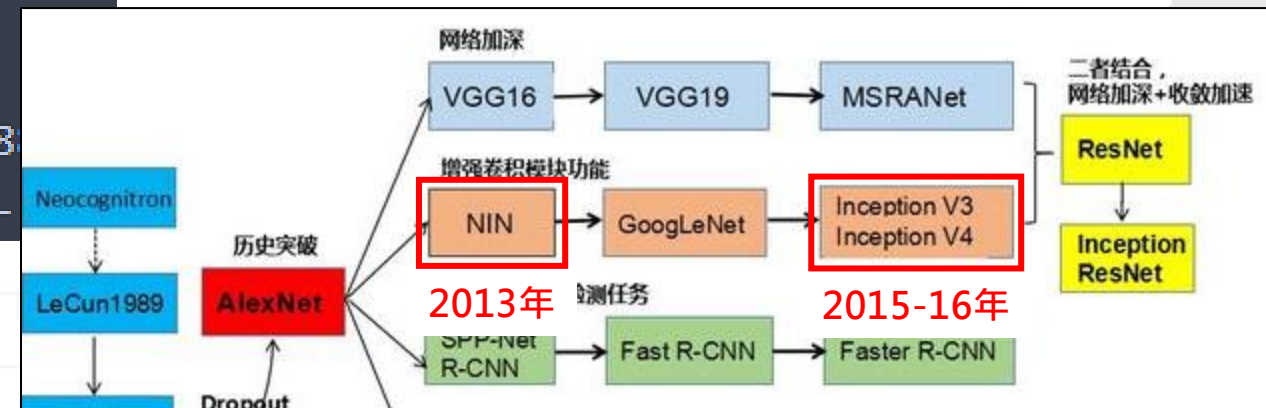 网络加深
VGG16
VGG19
MSRANet
二者结合，
网络加深+收敛加速
ResNet
增强卷积模块功能
Neocognitron
NIN
GoogLeNet
Inception V3
Inception V4
Inception
ResNet
历史突破
LeCun1989
AlexNet
2013年
测任务
2015-16年
SPP-Net
R-CNN
Fast R-CNN
Faster R-CNN
Dropout